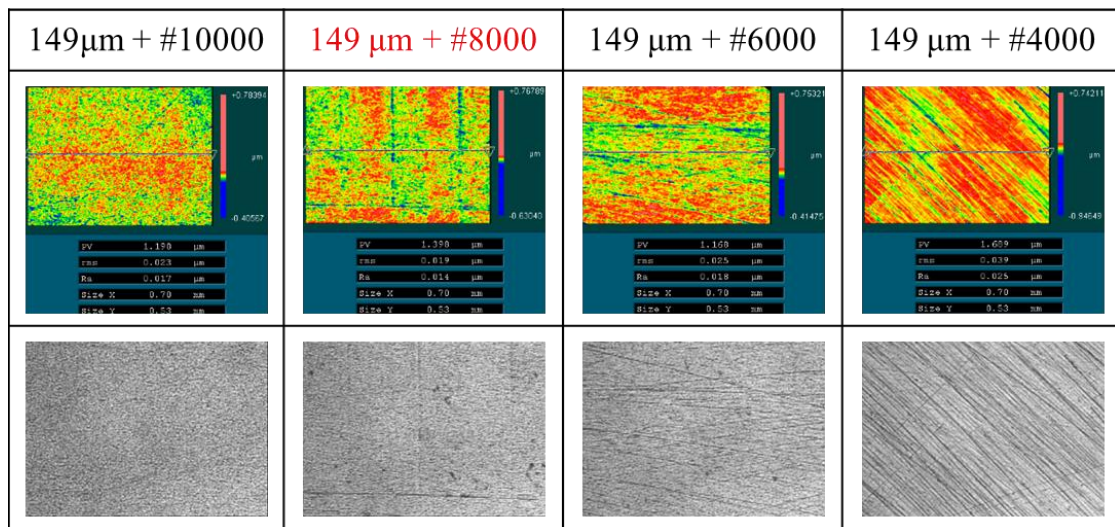 149μm + #10000
149 μm + #8000
149 μm + #6000
149 μm + #4000
+0.78394
μm
-0.48567
PV 1.198 μm
rms 0.023 μm
Ra 0.017 μm
Size X 0.70 mm
Size Y 0.53 mm
+0.76789
μm
-0.63040
PV 1.398 μm
rms 0.019 μm
Ra 0.014 μm
Size X 0.70 mm
Size Y 0.53 mm
+0.75321
μm
-0.41475
PV 1.168 μm
rms 0.025 μm
Ra 0.018 μm
Size X 0.70 mm
Size Y 0.53 mm
+0.74211
μm
-0.94649
PV 1.689 μm
rms 0.039 μm
Ra 0.025 μm
Size X 0.70 mm
Size Y 0.53 mm